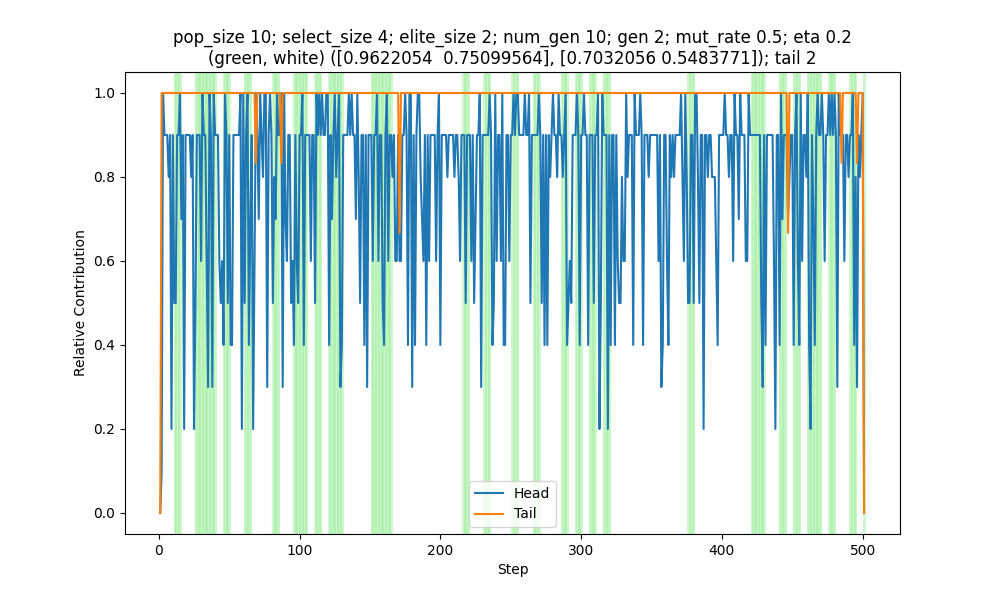 pop_size 10; select_size 4; elite_size 2; num_gen 10; gen 2; mut_rate 0.5; eta 0.2
(green, white) ([0.9622054  0.75099564], [0.7032056 0.5483771]); tail 2
1.0
0.8
0.6
0.4
0.2
0.0
Relative Contribution
Head
Tail
0 100 200 300 400 500
Step